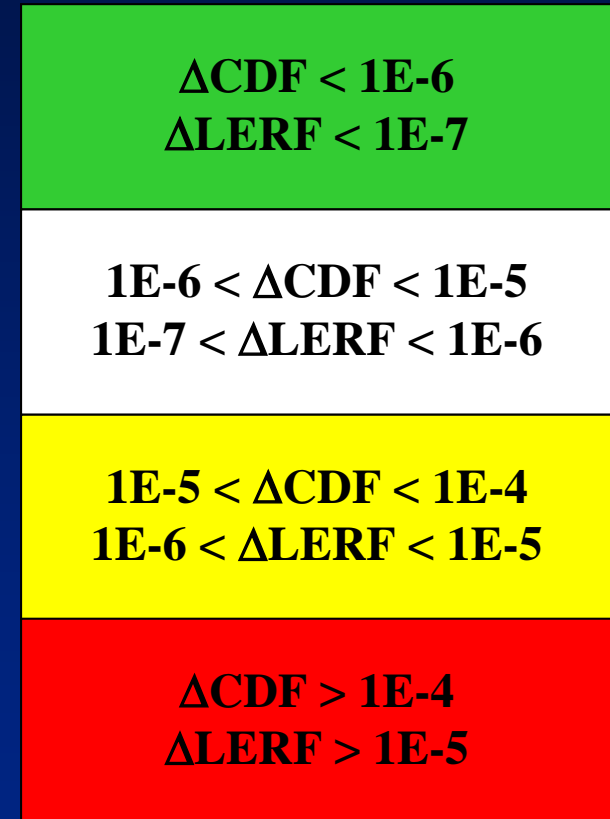 ΔCDF < 1E-6
ΔLERF < 1E-7
1E-6 < ΔCDF < 1E-5
1E-7 < ΔLERF < 1E-6
1E-5 < ΔCDF < 1E-4
1E-6 < ΔLERF < 1E-5
ΔCDF > 1E-4
ΔLERF > 1E-5